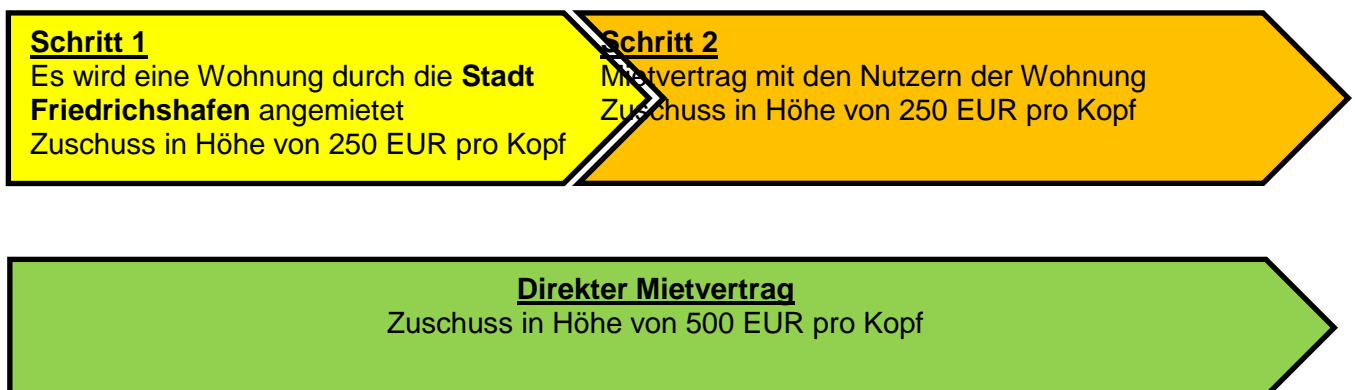 Schritt 1
Es wird eine Wohnung durch die Stadt
Friedrichshafen angemietet
Zuschuss in Höhe von 250 EUR pro Kopf
Schritt 2
Mietvertrag mit den Nutzern der Wohnung
Zuschuss in Höhe von 250 EUR pro Kopf
Direkter Mietvertrag
Zuschuss in Höhe von 500 EUR pro Kopf